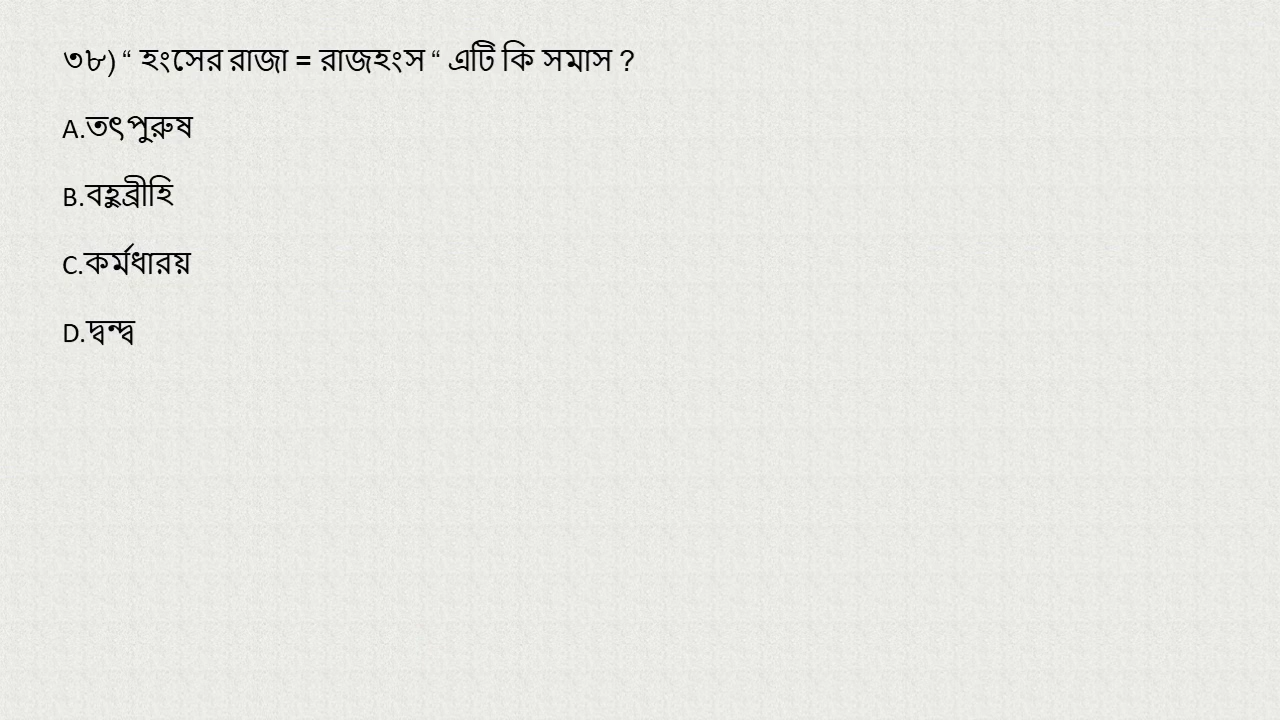 ৩৮) “ হংসের রাজা = রাজহংস “ এটি কি সমাস ?
A.তৎপুরুষ
B.বহুব্রীহি
C.কর্মধারয়
D.দ্বন্দ্ব